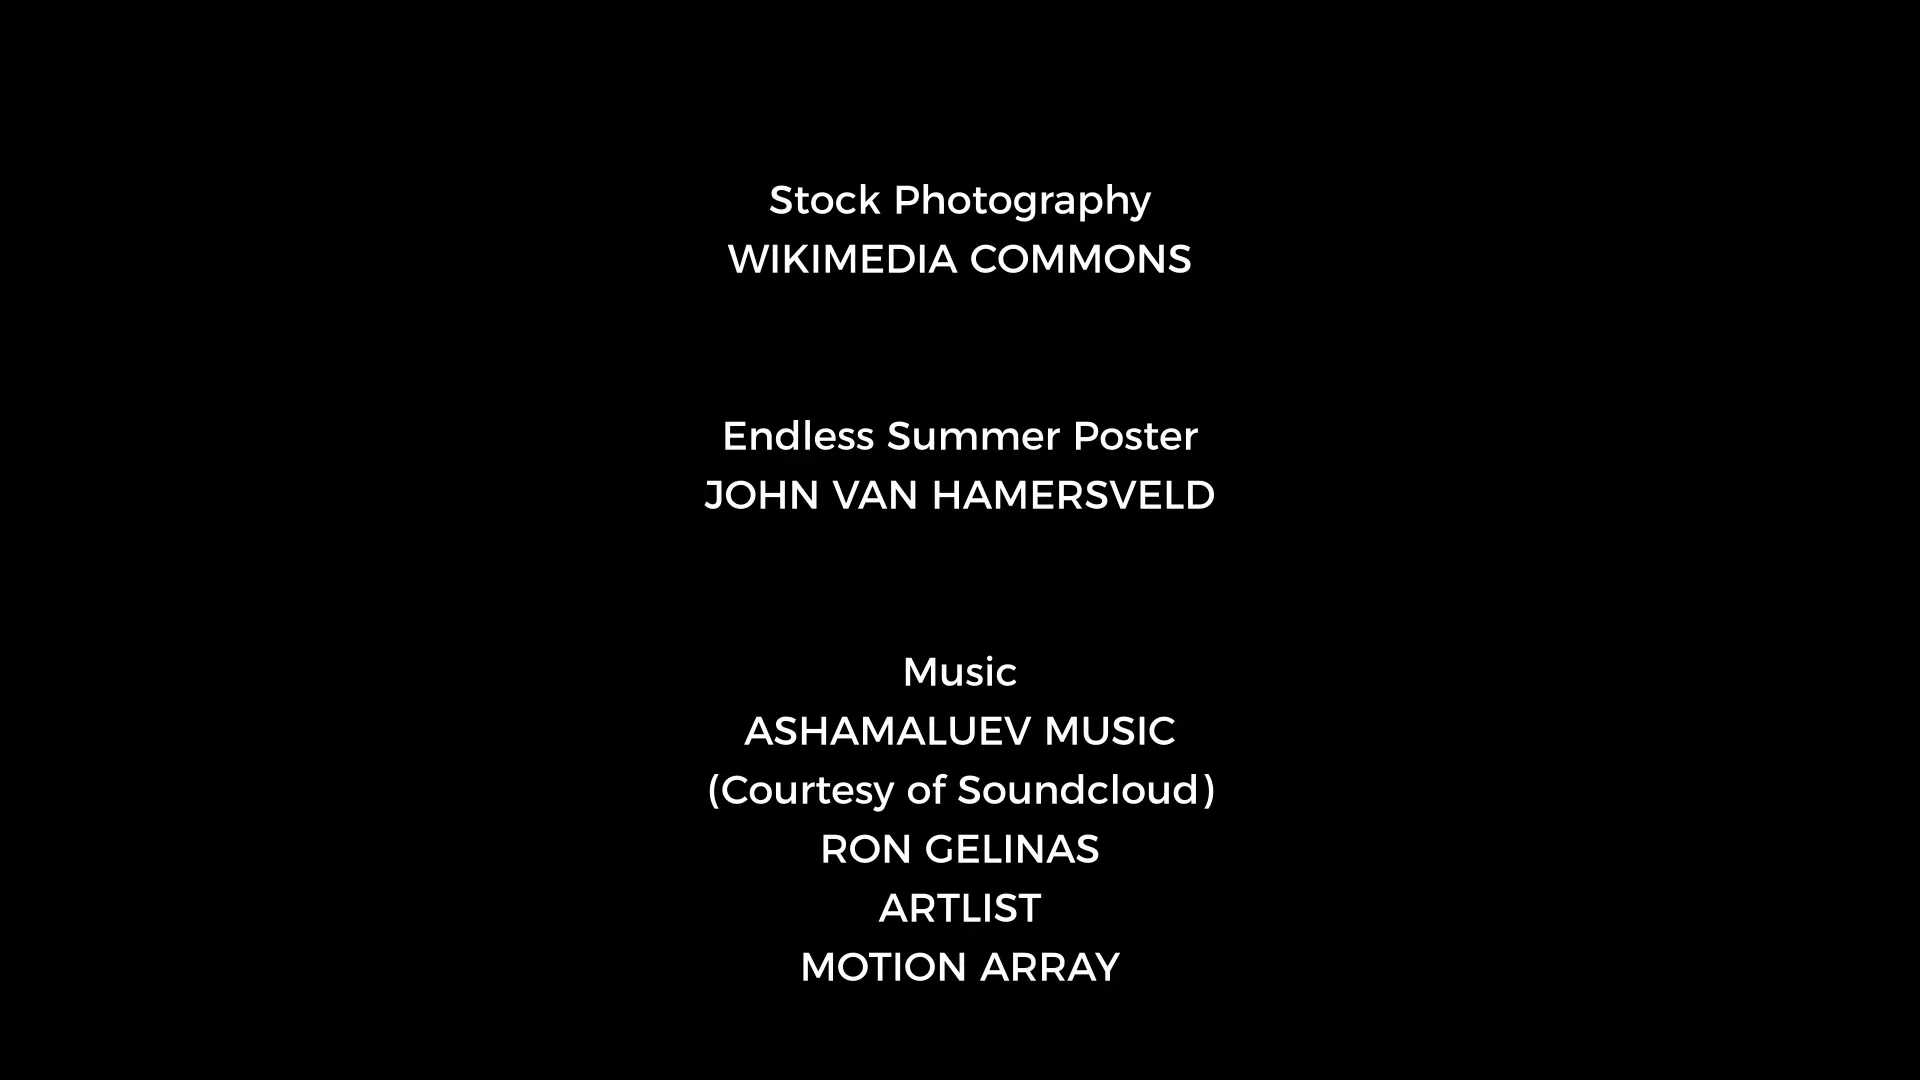 Stock Photography
WIKIMEDIA COMMONS
Endless Summer Poster
JOHN VAN HAMERSVELD
Music
ASHAMALUEV MUSIC
(Courtesy of Soundcloud)
RON GELINAS
ARTLIST
MOTION ARRAY